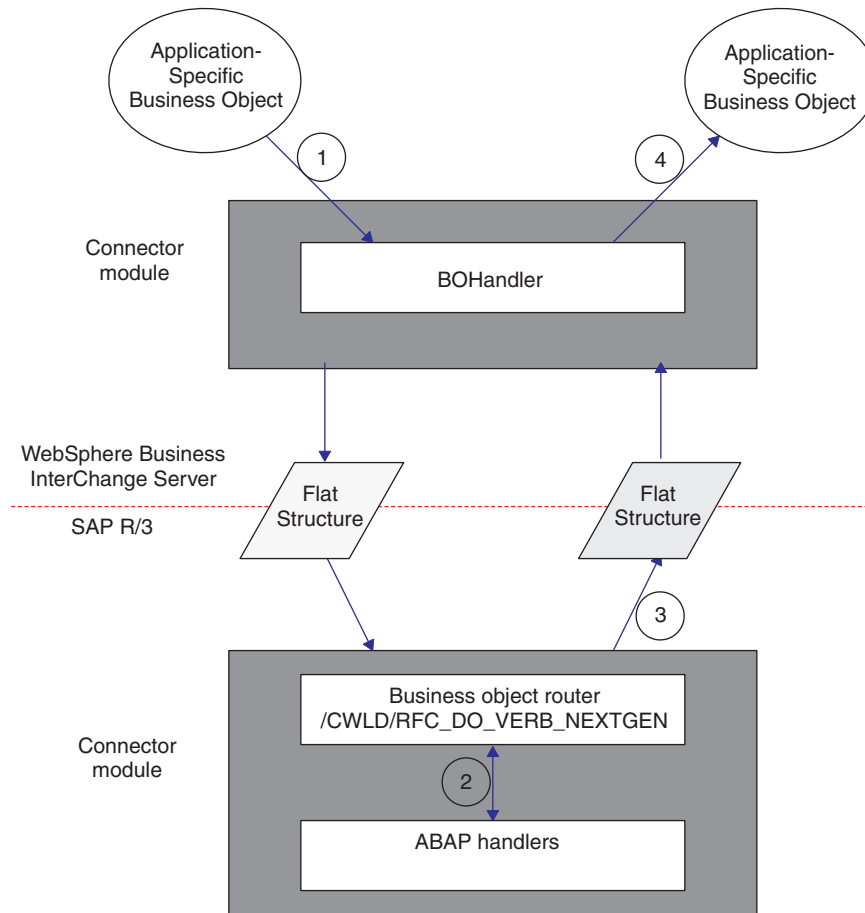 Application-
Specific
Business Object
Application-
Specific
Business Object
1
4
Connector
module
BOHandler
WebSphere Business
InterChange Server
Flat
Structure
Flat
Structure
SAP R/3
3
Business object router
/CWLD/RFC_DO_VERB_NEXTGEN
Connector
module
2
ABAP handlers